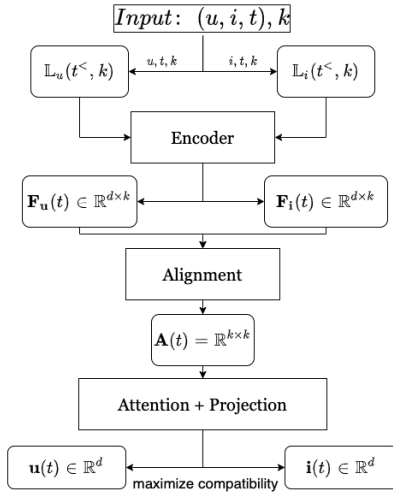 Input: (u, i, t), k
𝕃_u(t^<, k) u, t, k i, t, k 𝕃_i(t^<, k)
Encoder
F_u(t) ∈ ℝ^{d×k} F_i(t) ∈ ℝ^{d×k}
Alignment
A(t) = ℝ^{k×k}
Attention + Projection
u(t) ∈ ℝ^d i(t) ∈ ℝ^d
maximize compatibility